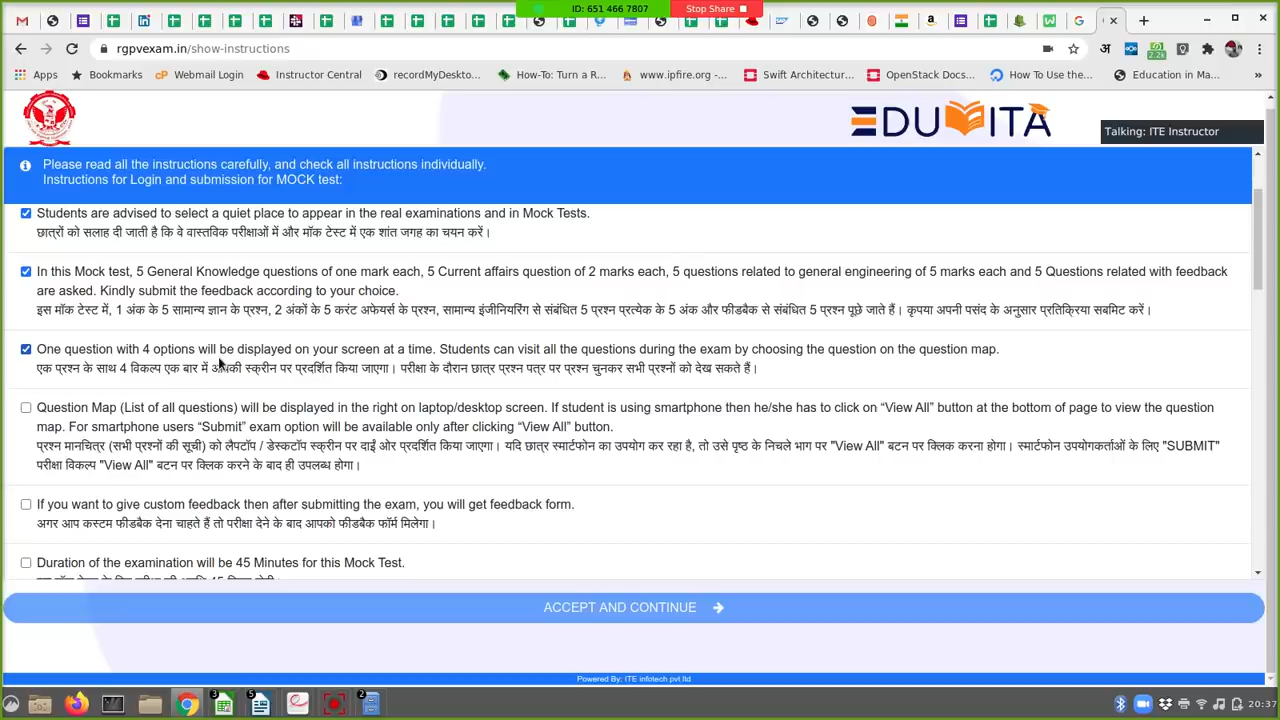 ID: 651 466 7807
Stop Share
rgpvexam.in/show-instructions
अ
2.2k
Apps
Bookmarks
Webmail Login
Instructor Central
recordMyDeskto...
How-To: Turn a R...
www.ipfire.org -...
Swift Architectur...
OpenStack Docs...
How To Use the...
Education in Ma...
»
EDUVITA
Talking: ITE Instructor
Please read all the instructions carefully, and check all instructions individually.
Instructions for Login and submission for MOCK test:
Students are advised to select a quiet place to appear in the real examinations and in Mock Tests.
छात्रों को सलाह दी जाती है कि वे वास्तविक परीक्षाओं में और मॉक टेस्ट में एक शांत जगह का चयन करें।
In this Mock test, 5 General Knowledge questions of one mark each, 5 Current affairs question of 2 marks each, 5 questions related to general engineering of 5 marks each and 5 Questions related with feedback
are asked. Kindly submit the feedback according to your choice.
इस मॉक टेस्ट में, 1 अंक के 5 सामान्य ज्ञान के प्रश्न, 2 अंकों के 5 करंट अफेयर्स के प्रश्न, सामान्य इंजीनियरिंग से संबंधित 5 प्रश्न प्रत्येक के 5 अंक और फीडबैक से संबंधित 5 प्रश्न पूछे जाते हैं। कृपया अपनी पसंद के अनुसार प्रतिक्रिया सबमिट करें।
One question with 4 options will be displayed on your screen at a time. Students can visit all the questions during the exam by choosing the question on the question map.
एक प्रश्न के साथ 4 विकल्प एक बार में आपकी स्क्रीन पर प्रदर्शित किया जाएगा। परीक्षा के दौरान छात्र प्रश्न पत्र पर प्रश्न चुनकर सभी प्रश्नों को देख सकते हैं।
Question Map (List of all questions) will be displayed in the right on laptop/desktop screen. If student is using smartphone then he/she has to click on “View All” button at the bottom of page to view the question
map. For smartphone users “Submit” exam option will be available only after clicking “View All” button.
प्रश्न मानचित्र (सभी प्रश्नों की सूची) को लैपटॉप / डेस्कटॉप स्क्रीन पर दाईं ओर प्रदर्शित किया जाएगा। यदि छात्र स्मार्टफोन का उपयोग कर रहा है, तो उसे पृष्ठ के निचले भाग पर "View All" बटन पर क्लिक करना होगा। स्मार्टफोन उपयोगकर्ताओं के लिए "SUBMIT"
परीक्षा विकल्प "View All" बटन पर क्लिक करने के बाद ही उपलब्ध होगा।
If you want to give custom feedback then after submitting the exam, you will get feedback form.
अगर आप कस्टम फीडबैक देना चाहते हैं तो परीक्षा देने के बाद आपको फीडबैक फॉर्म मिलेगा।
Duration of the examination will be 45 Minutes for this Mock Test.
ACCEPT AND CONTINUE
Powered By: ITE infotech pvt ltd
3
5
2
20:37